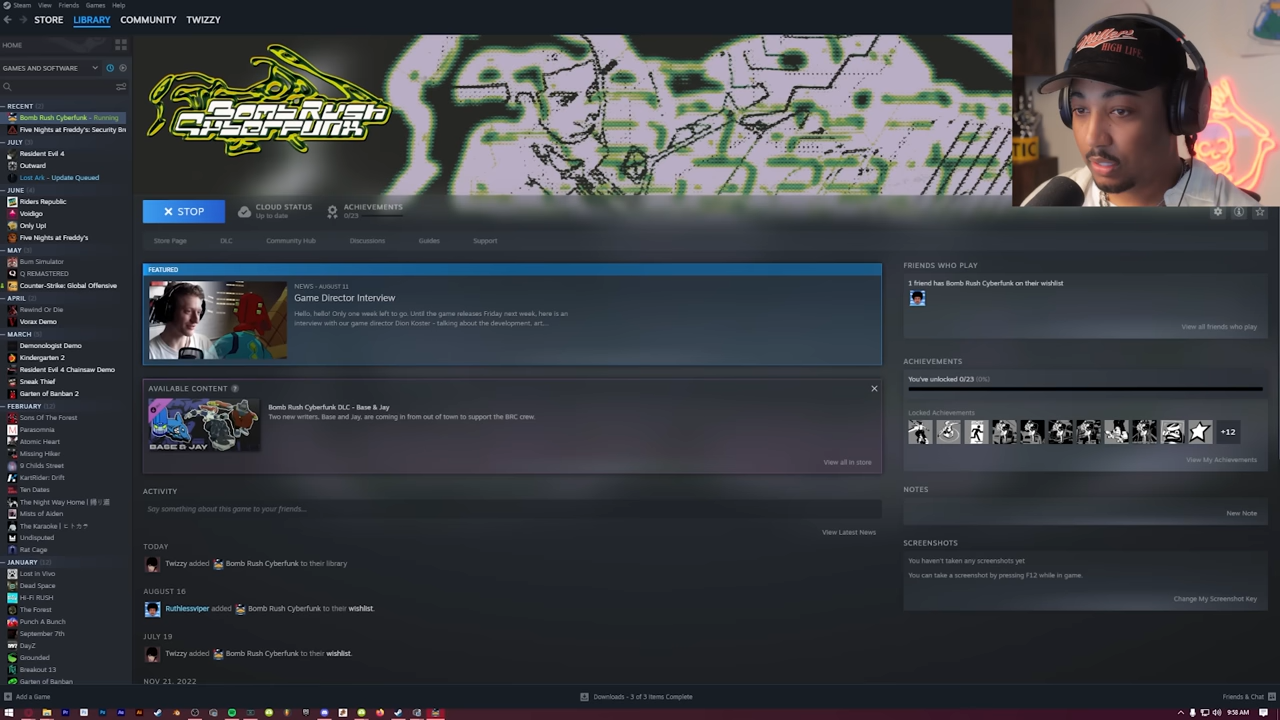 Steam View Friends Games Help
STORE LIBRARY COMMUNITY TWIZZY
HOME
GAMES AND SOFTWARE
RECENT (2)
Bomb Rush Cyberfunk - Running
Five Nights at Freddy's: Security Br
JULY (3)
Resident Evil 4
Outward
Lost Ark - Update Queued
JUNE (4)
Riders Republic
Voidigo
Only Up!
Five Nights at Freddy's
MAY (3)
Bum Simulator
Q REMASTERED
Counter-Strike: Global Offensive
APRIL (2)
Rewind Or Die
Vorax Demo
MARCH (5)
Demonologist Demo
Kindergarten 2
Resident Evil 4 Chainsaw Demo
Sneak Thief
Garten of Banban 2
FEBRUARY (12)
Sons Of The Forest
Parasomnia
Atomic Heart
Missing Hiker
9 Childs Street
KartRider: Drift
Ten Dates
The Night Way Home |
Mists of Aiden
The Karaoke |
Undisputed
Rat Cage
JANUARY (12)
Lost in Vivo
Dead Space
Hi-Fi RUSH
The Forest
Punch A Bunch
September 7th
DayZ
Grounded
Breakout 13
Garten of Banban
Add a Game
Bomb Rush
Cyberfunk
STOP
CLOUD STATUS
Up to date
ACHIEVEMENTS
0/23
Store Page DLC Community Hub Discussions Guides Support
FEATURED
NEWS - AUGUST 11
Game Director Interview
Hello, hello! Only one week left to go. Until the game releases Friday next week, here is an
interview with our game director Dion Koster - talking about the development, art...
AVAILABLE CONTENT ?
BASE & JAY
Bomb Rush Cyberfunk DLC - Base & Jay
Two new writers, Base and Jay, are coming in from out of town to support the BRC crew.
View all in store
ACTIVITY
Say something about this game to your friends...
View Latest News
TODAY
Twizzy added Bomb Rush Cyberfunk to their library
AUGUST 16
Ruthlessviper added Bomb Rush Cyberfunk to their wishlist.
JULY 19
Twizzy added Bomb Rush Cyberfunk to their wishlist.
NOV 21, 2022
FRIENDS WHO PLAY
1 friend has Bomb Rush Cyberfunk on their wishlist
View all friends who play
ACHIEVEMENTS
You've unlocked 0/23 (0%)
Locked Achievements
+12
View My Achievements
NOTES
New Note
SCREENSHOTS
You haven't taken any screenshots yet
You can take a screenshot by pressing F12 while in game.
Change My Screenshot Key
Downloads - 3 of 3 Items Complete
Friends & Chat
9:58 AM
Millers
HIGH LIFE.
TIC